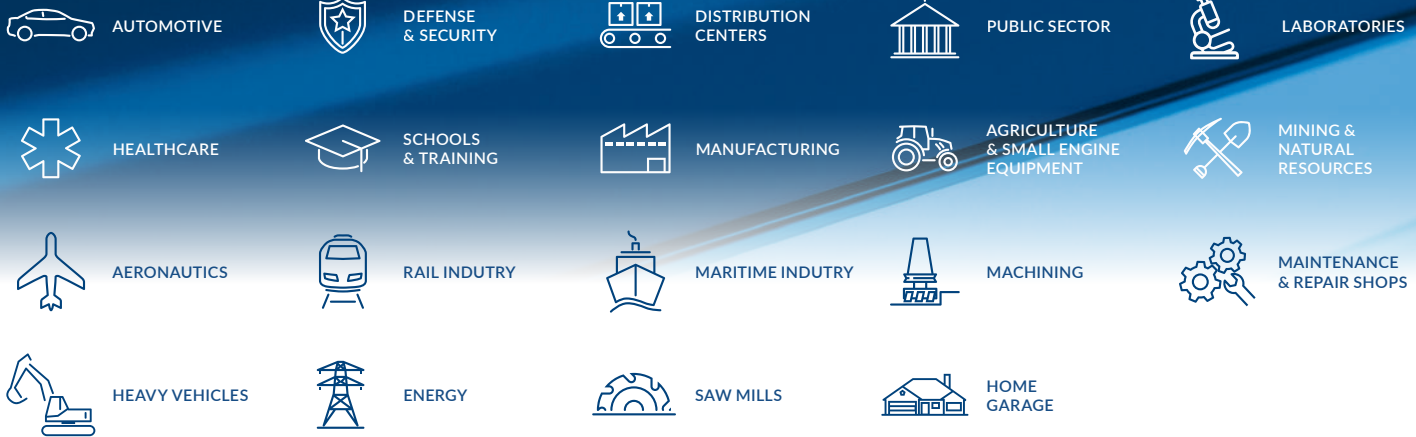 AUTOMOTIVE
DEFENSE
& SECURITY
DISTRIBUTION
CENTERS
PUBLIC SECTOR
LABORATORIES
HEALTHCARE
SCHOOLS
& TRAINING
MANUFACTURING
AGRICULTURE
& SMALL ENGINE
EQUIPMENT
MINING &
NATURAL
RESOURCES
AERONAUTICS
RAIL INDUTRY
MARITIME INDUTRY
MACHINING
MAINTENANCE
& REPAIR SHOPS
HEAVY VEHICLES
ENERGY
SAW MILLS
HOME
GARAGE